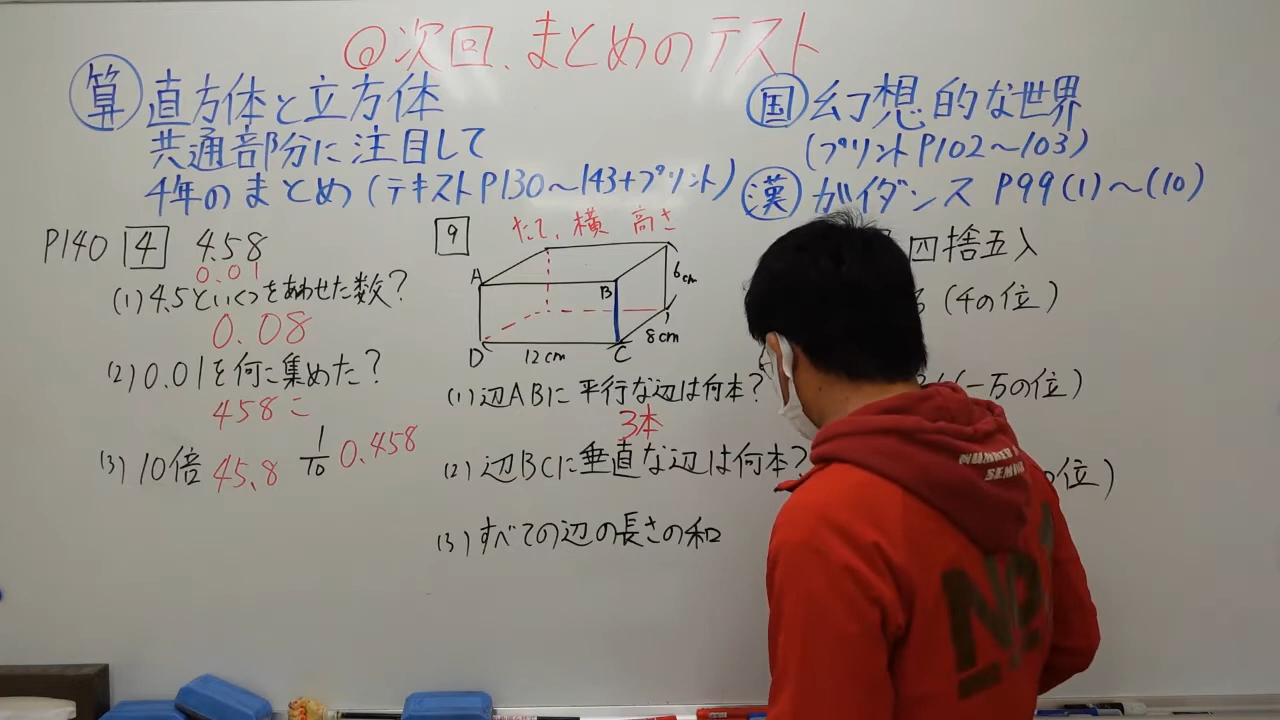 @次回、まとめのテスト
算 直方体と立方体
共通部分に注目して
4年のまとめ (テキストP130〜143+プリント)
国 幻想的な世界
(プリントP102〜103)
漢 ガイダンス P99(1)〜(10)
P140 4 4.58
0.01
(1) 4.5といくつをあわせた数?
0.08
(2) 0.01を何こ集めた?
458こ
(3) 10倍 45.8 1/10 0.458
9 たて、横 高さ
A B 6cm
D 12cm C 8cm
(1) 辺ABに平行な辺は何本?
3本
(2) 辺BCに垂直な辺は何本?
(3) すべての辺の長さの和
四捨五入
(千の位)
(一万の位)
位)
NUMBER
SEMI
No.